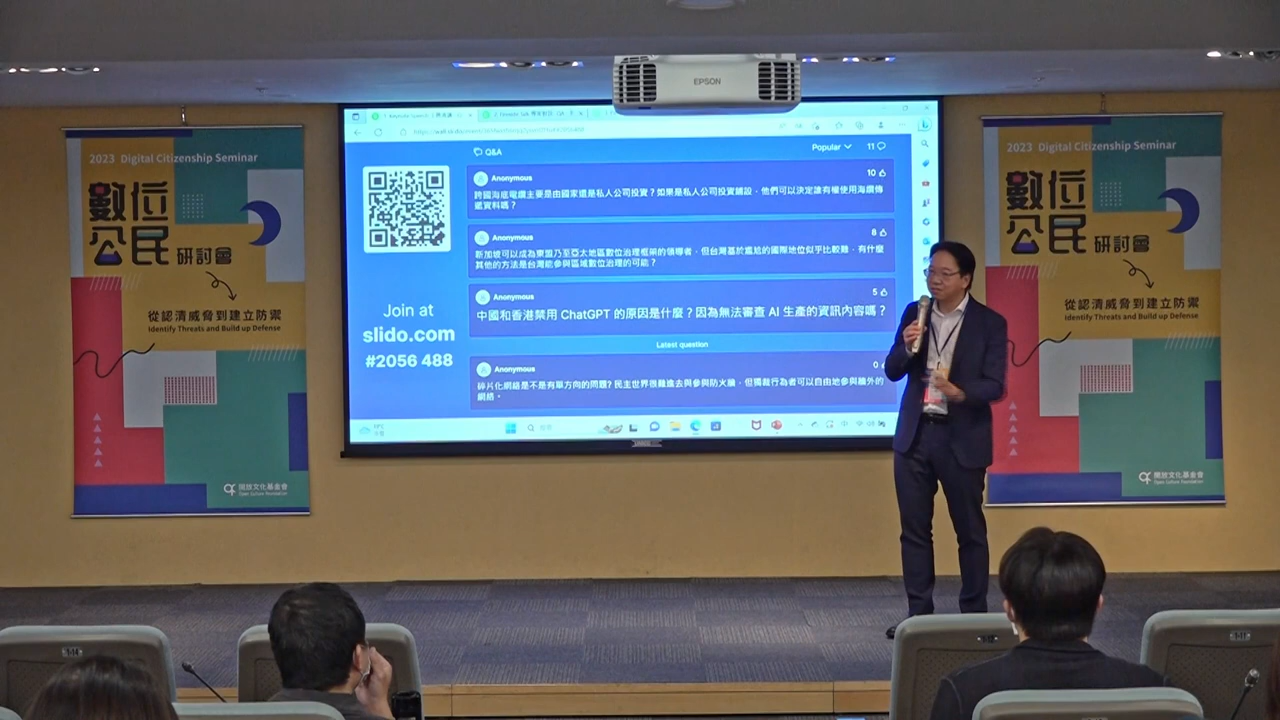 EPSON
2023 Digital Citizenship Seminar
數位
公民 研討會
從認清威脅到建立防禦
Identify Threats and Build up Defense
開放文化基金會
Open Culture Foundation
Q&A
Popular
11
Join at
slido.com
#2056 488
Anonymous
10
跨國海底電纜主要是由國家還是私人公司投資？如果是私人公司投資鋪設，他們可以決定誰有權使用海纜傳
遞資料嗎？
Anonymous
8
新加坡可以成為東盟乃至亞太地區數位治理框架的領導者，但台灣基於尷尬的國際地位似乎比較難，有什麼
其他的方法是台灣能參與區域數位治理的可能？
Anonymous
5
中國和香港禁用 ChatGPT 的原因是什麼？因為無法審查 AI 生產的資訊內容嗎？
Latest question
Anonymous
0
碎片化網絡是不是有單方向的問題? 民主世界很難進去與參與防火牆，但獨裁行為者可以自由地參與牆外的
網絡。
2023 Digital Citizenship Seminar
數位
公民 研討會
從認清威脅到建立防禦
Identify Threats and Build up Defense
開放文化基金會
Open Culture Foundation